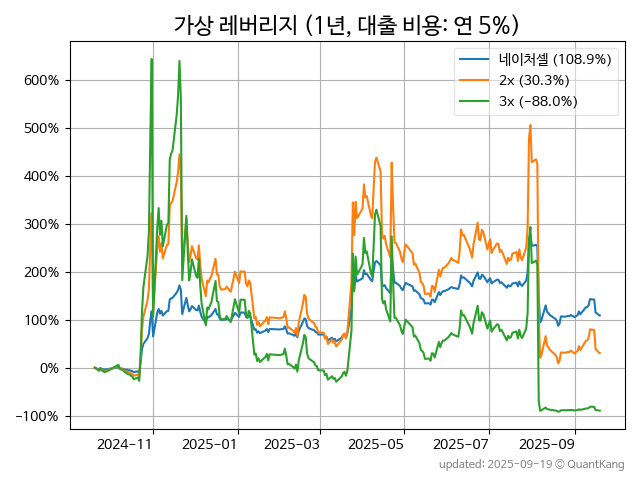 가상 레버리지 (1년, 대출 비용: 연 5%)
네이처셀 (108.9%)
2x (30.3%)
3x (-88.0%)
600%
500%
400%
300%
200%
100%
0%
-100%
2024-11
2025-01
2025-03
2025-05
2025-07
2025-09
updated: 2025-09-19 © QuantKang